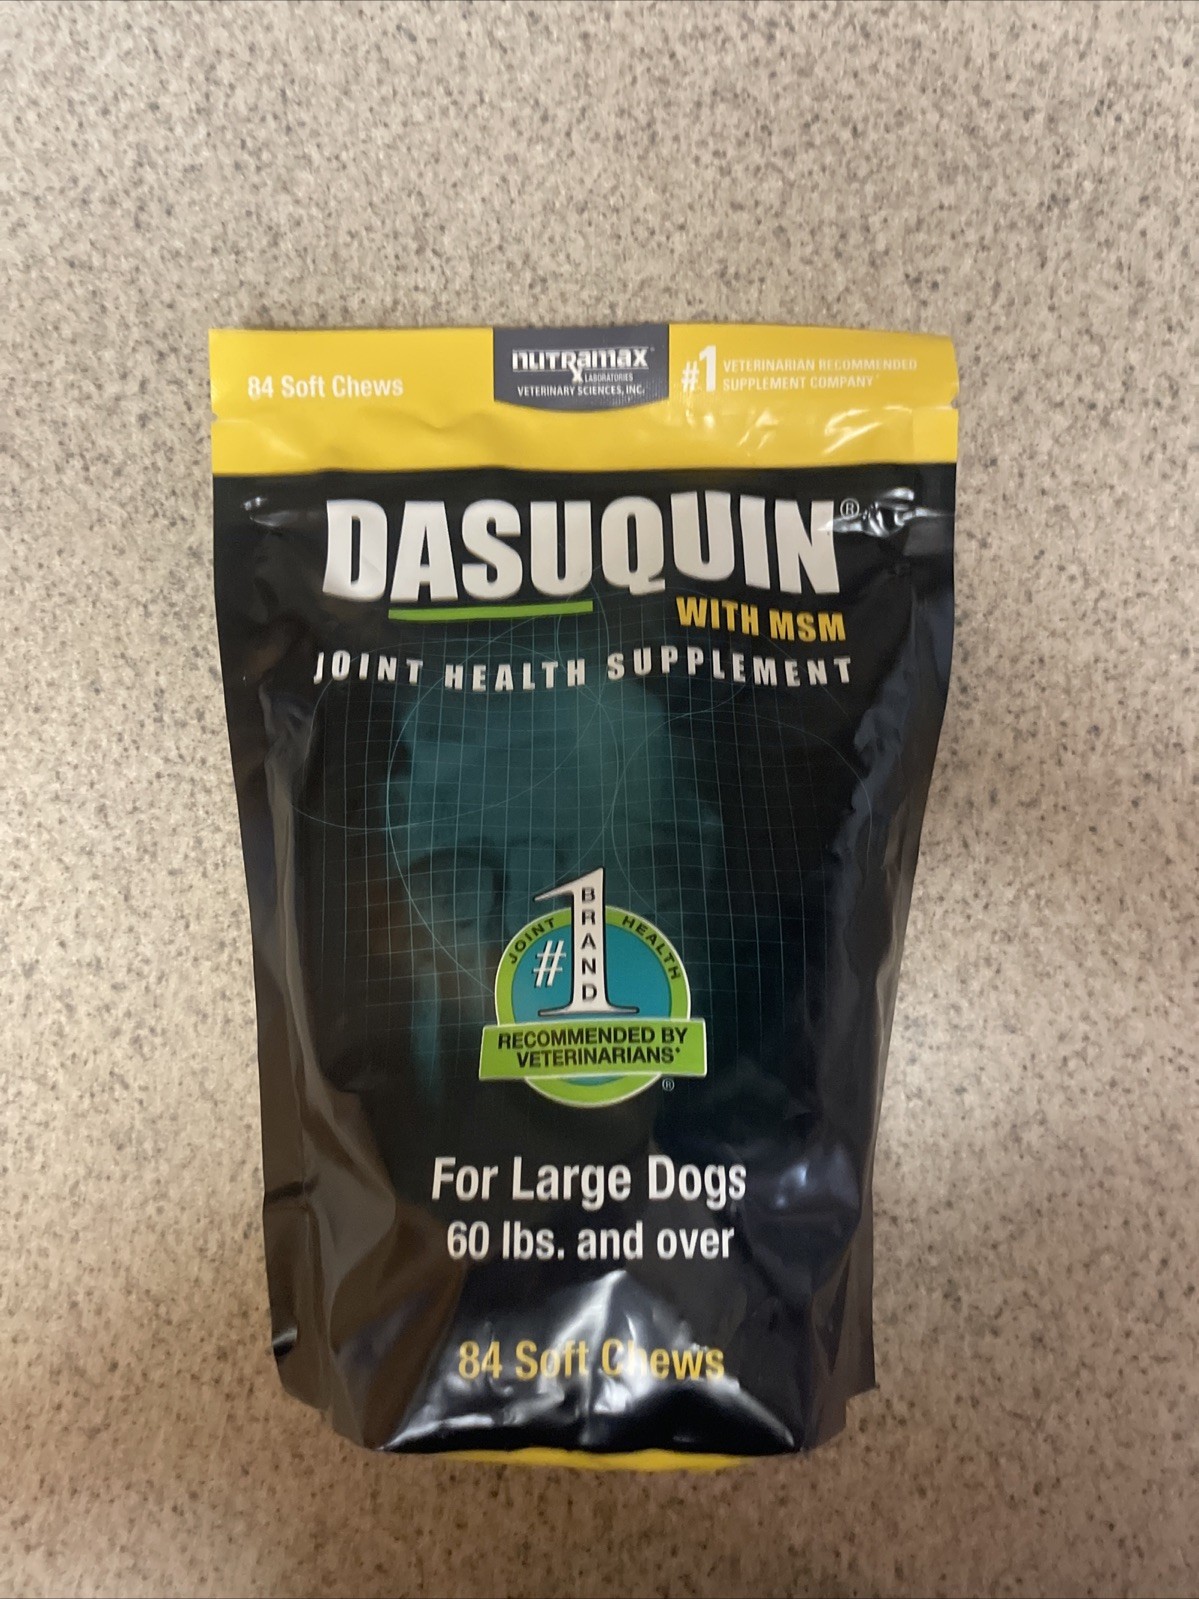 84 Soft Chews
nutramax
LABORATORIES
VETERINARY SCIENCES, INC.
#1 VETERINARIAN RECOMMENDED
SUPPLEMENT COMPANY*
DASUQUIN®
WITH MSM
JOINT HEALTH SUPPLEMENT
JOINT HEALTH
#1
BRAND
RECOMMENDED BY
VETERINARIANS*
®
For Large Dogs
60 lbs. and over
84 Soft Chews